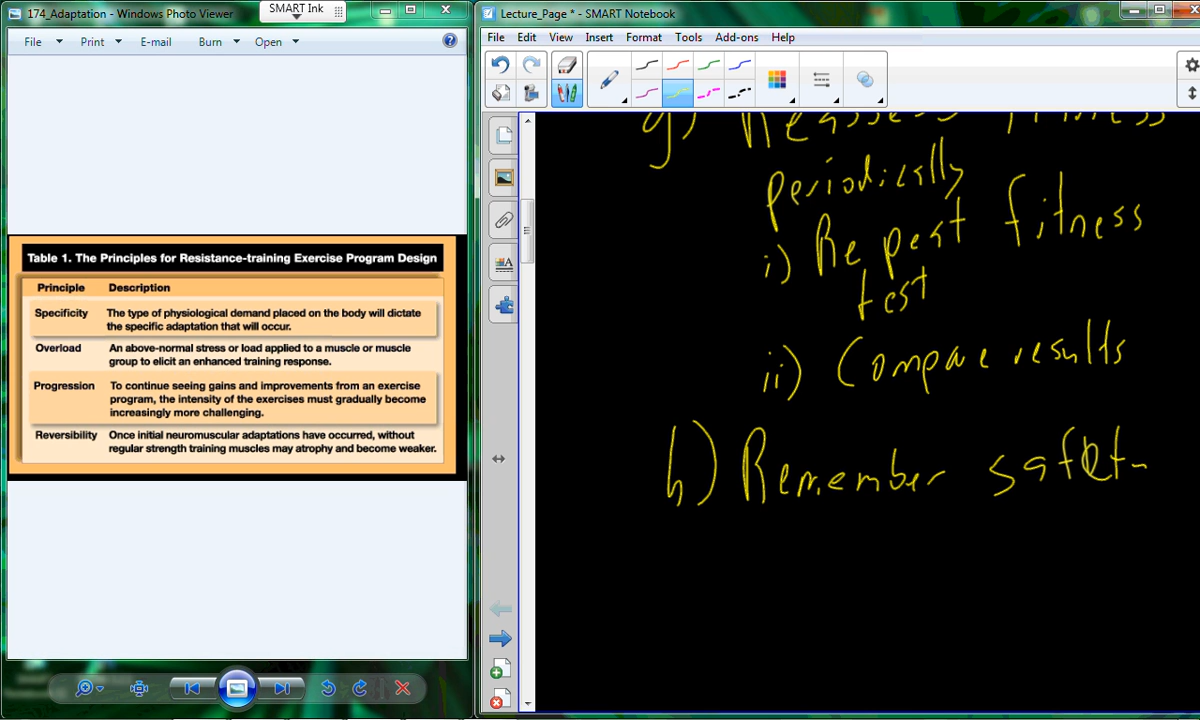 174_Adaptation - Windows Photo Viewer
SMART Ink
File Print E-mail Burn Open
Table 1. The Principles for Resistance-training Exercise Program Design
Principle Description
Specificity The type of physiological demand placed on the body will dictate
the specific adaptation that will occur.
Overload An above-normal stress or load applied to a muscle or muscle
group to elicit an enhanced training response.
Progression To continue seeing gains and improvements from an exercise
program, the intensity of the exercises must gradually become
increasingly more challenging.
Reversibility Once initial neuromuscular adaptations have occurred, without
regular strength training muscles may atrophy and become weaker.
Lecture_Page * - SMART Notebook
File Edit View Insert Format Tools Add-ons Help
g) Reassess fitness
periodically
i) Repeat fitness
test
ii) Compare results
h) Remember safet